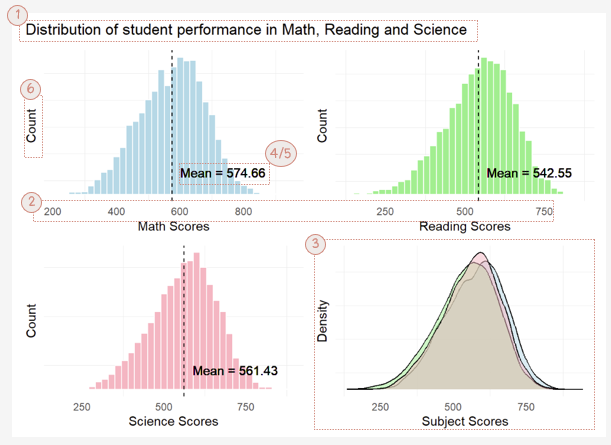 1
Distribution of student performance in Math, Reading and Science
6
Count
Mean = 574.66
4/5
2
200 400 600 800
Math Scores
Count
Mean = 542.55
250 500 750
Reading Scores
Count
Mean = 561.43
250 500 750
Science Scores
3
Density
250 500 750
Subject Scores